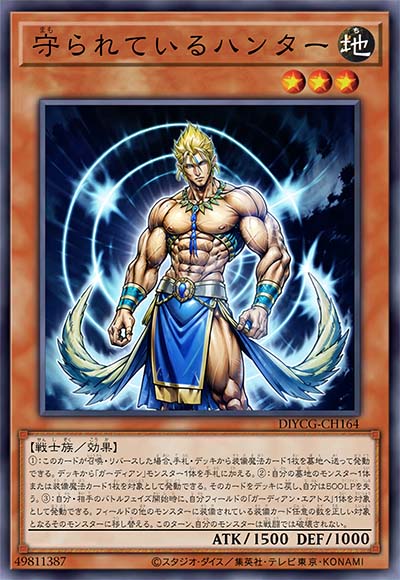 まも
守られているハンター
ち
地
DIYCG-CH164
せんしぞく こうか
【戦士族／効果】
①：このカードが召喚・リバースした場合、手札・デッキから装備魔法カード1枚を墓地へ送って発動
できる。デッキから「ガーディアン」モンスター1体を手札に加える。②：自分の墓地のモンスター1体
または装備魔法カード1枚を対象として発動できる。そのカードをデッキに戻し、自分は500LPを失
う。③：自分・相手のバトルフェイズ開始時に、自分フィールドの「ガーディアン・エアトス」1体を対象
として発動できる。フィールドの他のモンスターに装備されている装備カード任意の数を正しい対象
となるそのモンスターに移し替える。このターン、自分のモンスターは戦闘では破壊されない。
ATK/1500 DEF/1000
49811387
©スタジオ・ダイス／集英社・テレビ東京・KONAMI